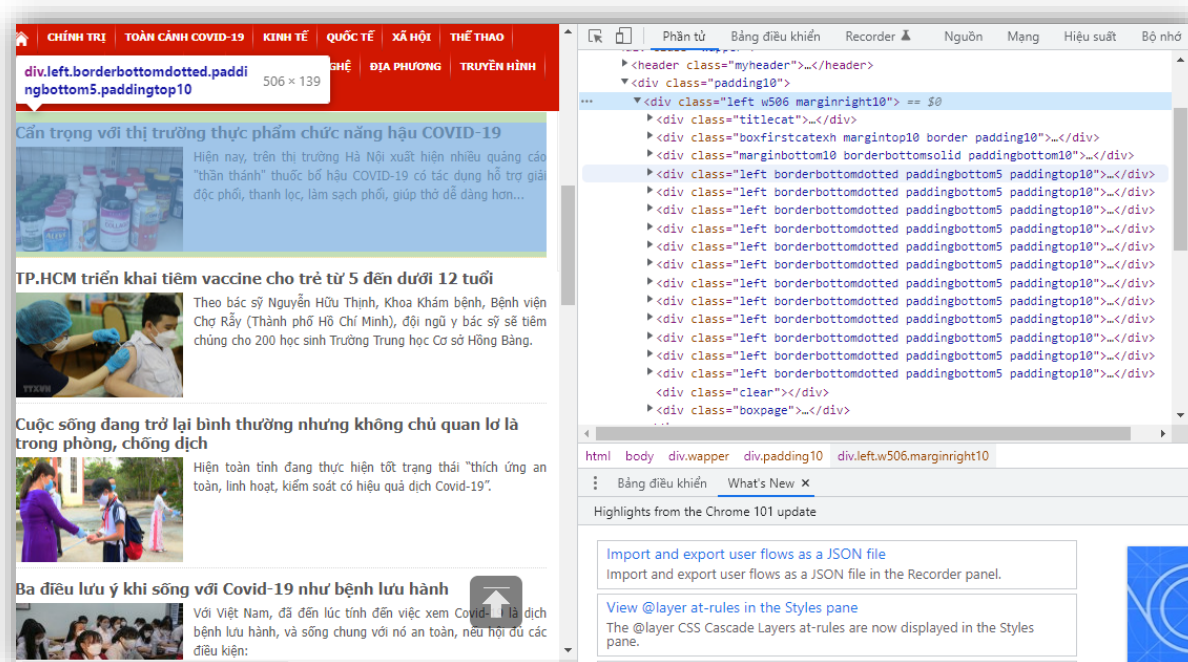 CHÍNH TRỊ TOÀN CẢNH COVID-19 KINH TẾ QUỐC TẾ XÃ HỘI THỂ THAO
GHỆ ĐỊA PHƯƠNG TRUYỀN HÌNH
div.left.borderbottomdotted.paddi
ngbottom5.paddingtop10
506 × 139
Cẩn trọng với thị trường thực phẩm chức năng hậu COVID-19
Hiện nay, trên thị trường Hà Nội xuất hiện nhiều quảng cáo
"thần thánh" thuốc bổ hậu COVID-19 có tác dụng hỗ trợ giải
độc phổi, thanh lọc, làm sạch phổi, giúp thở dễ dàng hơn...
TP.HCM triển khai tiêm vaccine cho trẻ từ 5 đến dưới 12 tuổi
Theo bác sỹ Nguyễn Hữu Thịnh, Khoa Khám bệnh, Bệnh viện
Chợ Rẫy (Thành phố Hồ Chí Minh), đội ngũ y bác sỹ sẽ tiêm
chủng cho 200 học sinh Trường Trung học Cơ sở Hồng Bàng.
TTXVN
Cuộc sống đang trở lại bình thường nhưng không chủ quan lơ là
trong phòng, chống dịch
Hiện toàn tỉnh đang thực hiện tốt trạng thái “thích ứng an
toàn, linh hoạt, kiểm soát có hiệu quả dịch Covid-19”.
Ba điều lưu ý khi sống với Covid-19 như bệnh lưu hành
Với Việt Nam, đã đến lúc tính đến việc xem Covid-19 là dịch
bệnh lưu hành, và sống chung với nó an toàn, nếu hội đủ các
điều kiện:
Phần tử Bảng điều khiển Recorder Nguồn Mạng Hiệu suất Bộ nhớ
<header class="myheader">…</header>
<div class="padding10">
<div class="left w506 marginright10"> == $0
<div class="titlecat">…</div>
<div class="boxfirstcatexh margintop10 border padding10">…</div>
<div class="marginbottom10 borderbottomsolid paddingbottom10">…</div>
<div class="left borderbottomdotted paddingbottom5 paddingtop10">…</div>
<div class="left borderbottomdotted paddingbottom5 paddingtop10">…</div>
<div class="left borderbottomdotted paddingbottom5 paddingtop10">…</div>
<div class="left borderbottomdotted paddingbottom5 paddingtop10">…</div>
<div class="left borderbottomdotted paddingbottom5 paddingtop10">…</div>
<div class="left borderbottomdotted paddingbottom5 paddingtop10">…</div>
<div class="left borderbottomdotted paddingbottom5 paddingtop10">…</div>
<div class="left borderbottomdotted paddingbottom5 paddingtop10">…</div>
<div class="left borderbottomdotted paddingbottom5 paddingtop10">…</div>
<div class="left borderbottomdotted paddingbottom5 paddingtop10">…</div>
<div class="left borderbottomdotted paddingbottom5 paddingtop10">…</div>
<div class="left borderbottomdotted paddingbottom5 paddingtop10">…</div>
<div class="clear"></div>
<div class="boxpage">…</div>
html body div.wapper div.padding10 div.left.w506.marginright10
Bảng điều khiển What's New ×
Highlights from the Chrome 101 update
Import and export user flows as a JSON file
Import and export user flows as a JSON file in the Recorder panel.
View @layer at-rules in the Styles pane
The @layer CSS Cascade Layers at-rules are now displayed in the Styles
pane.